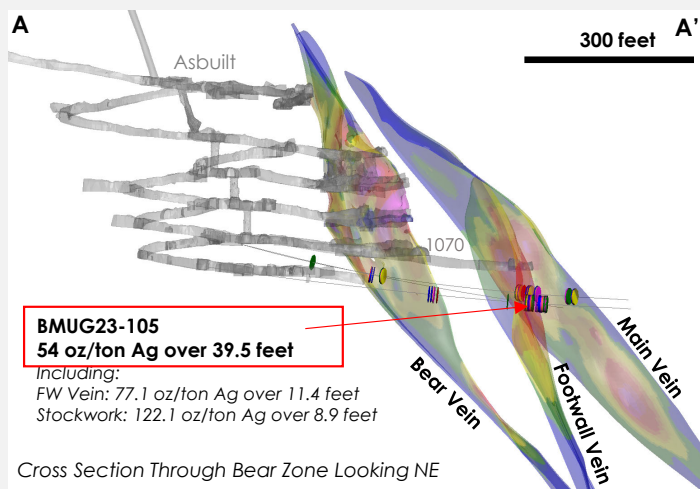 A
A'
300 feet
Asbuilt
1070
BMUG23-105
54 oz/ton Ag over 39.5 feet
Including:
FW Vein: 77.1 oz/ton Ag over 11.4 feet
Stockwork: 122.1 oz/ton Ag over 8.9 feet
Bear Vein
Footwall Vein
Main Vein
Cross Section Through Bear Zone Looking NE